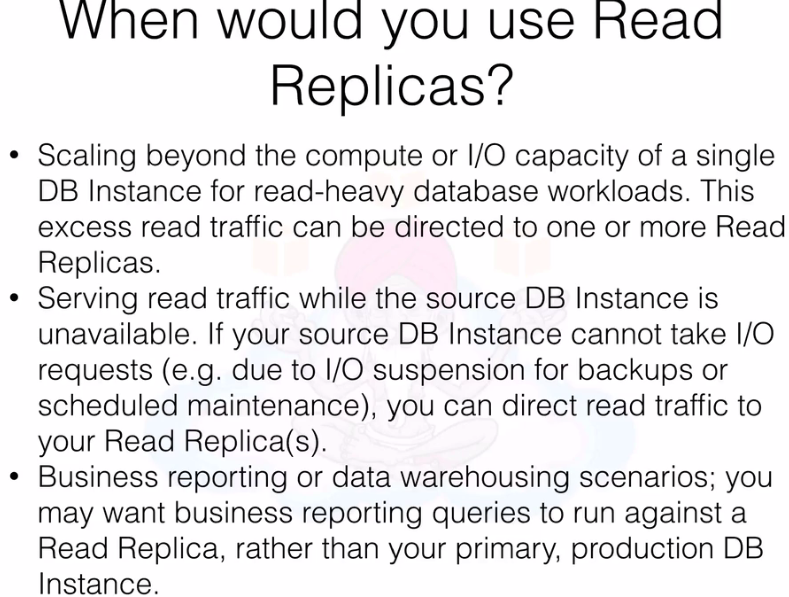 When would you use Read
Replicas?
• Scaling beyond the compute or I/O capacity of a single
DB Instance for read-heavy database workloads. This
excess read traffic can be directed to one or more Read
Replicas.
• Serving read traffic while the source DB Instance is
unavailable. If your source DB Instance cannot take I/O
requests (e.g. due to I/O suspension for backups or
scheduled maintenance), you can direct read traffic to
your Read Replica(s).
• Business reporting or data warehousing scenarios; you
may want business reporting queries to run against a
Read Replica, rather than your primary, production DB
Instance.